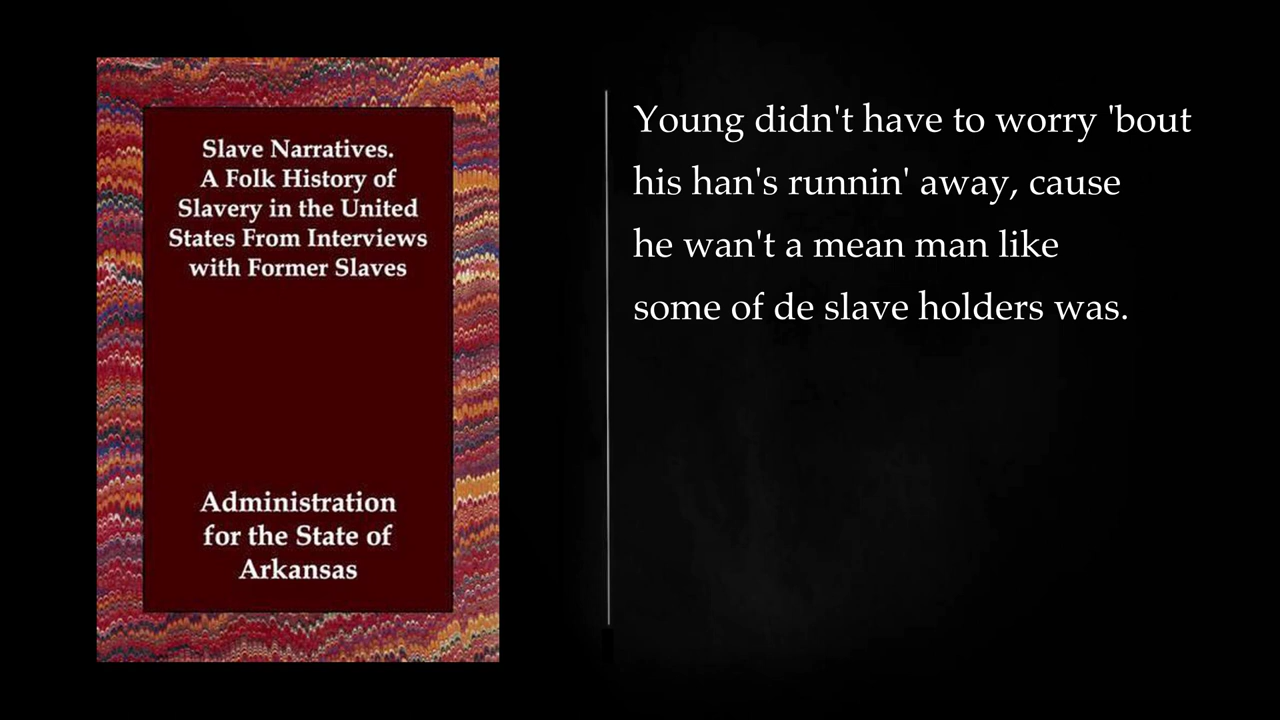 Slave Narratives.
A Folk History of
Slavery in the United
States From Interviews
with Former Slaves
Administration
for the State of
Arkansas
Young didn't have to worry 'bout
his han's runnin' away, cause
he wan't a mean man like
some of de slave holders was.